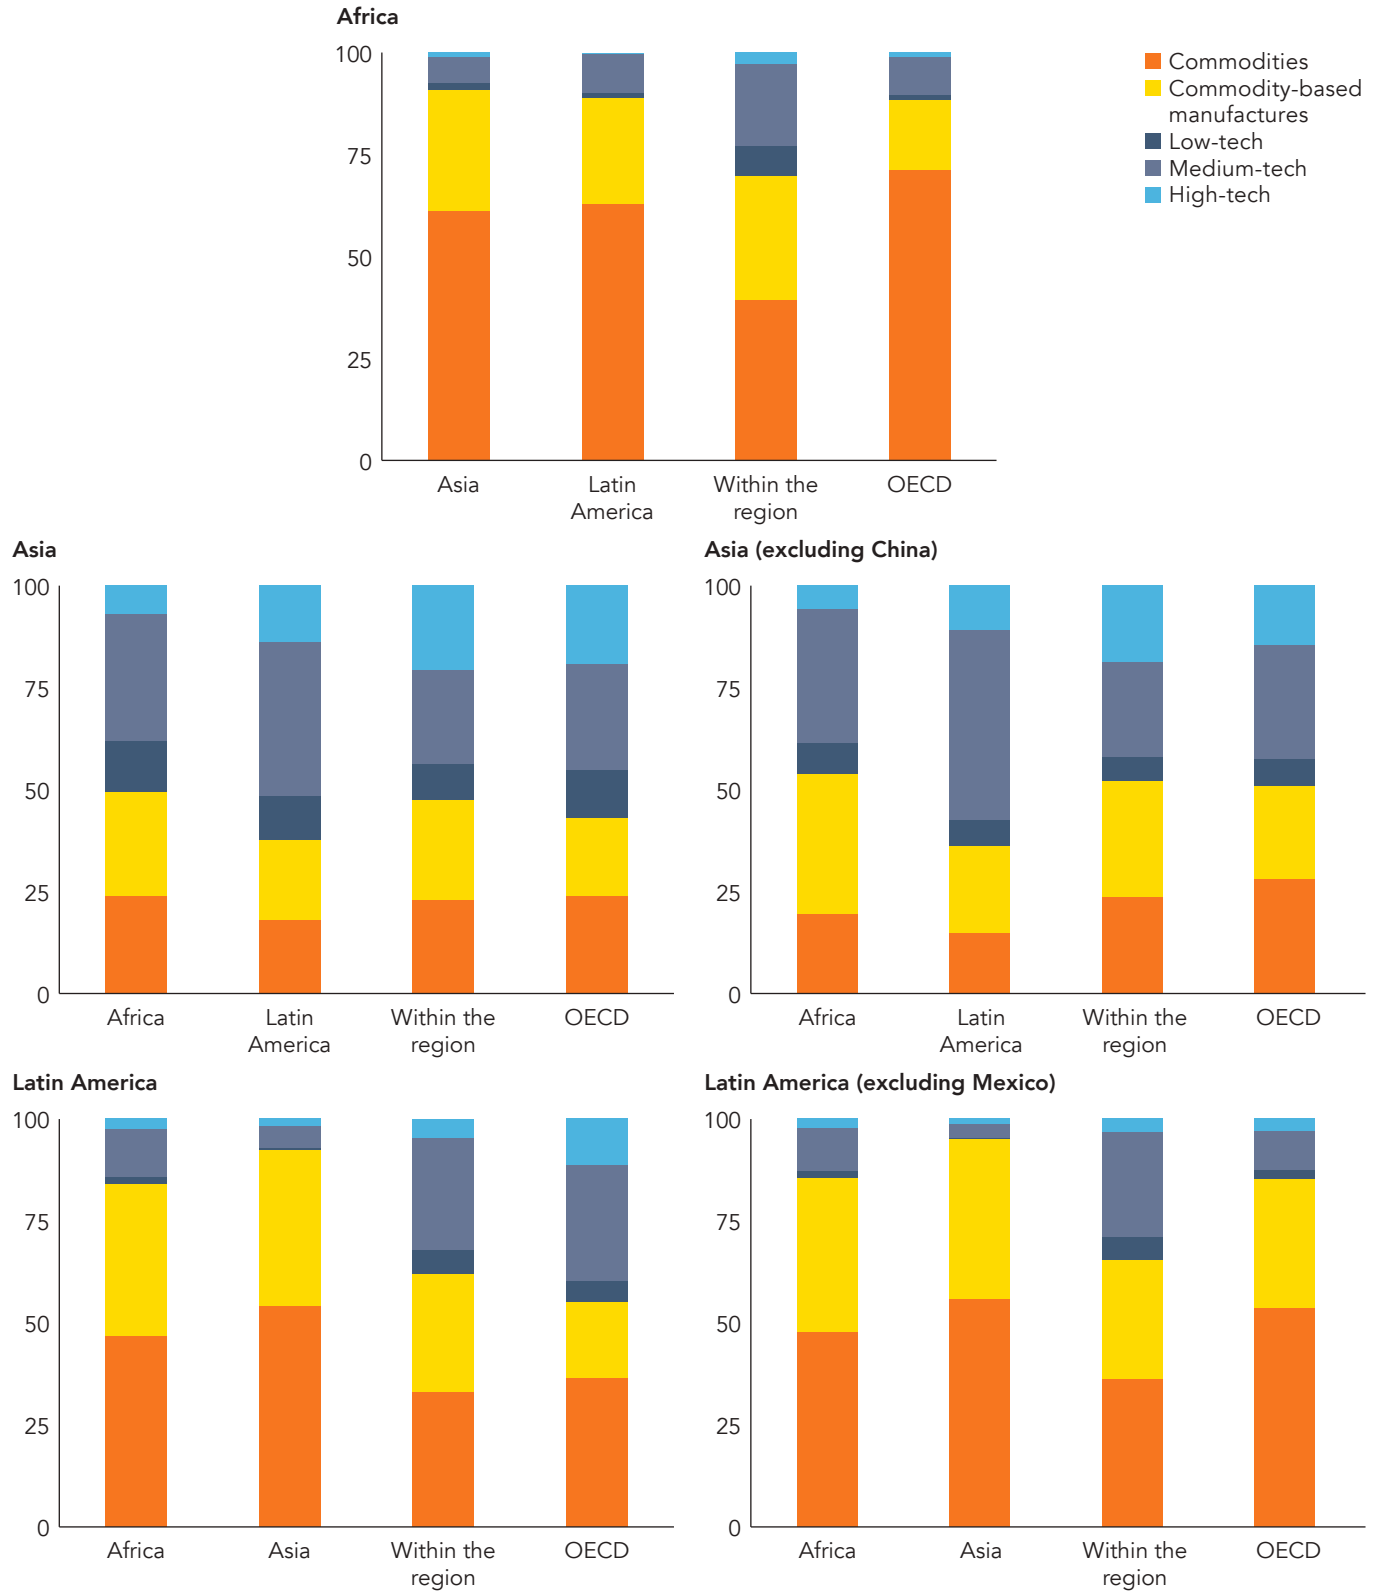 Africa
100
75
50
25
0
Asia
Latin
America
Within the
region
OECD
Commodities
Commodity-based
manufactures
Low-tech
Medium-tech
High-tech
Asia
100
75
50
25
0
Africa
Latin
America
Within the
region
OECD
Asia (excluding China)
100
75
50
25
0
Africa
Latin
America
Within the
region
OECD
Latin America
100
75
50
25
0
Africa
Asia
Within the
region
OECD
Latin America (excluding Mexico)
100
75
50
25
0
Africa
Asia
Within the
region
OECD